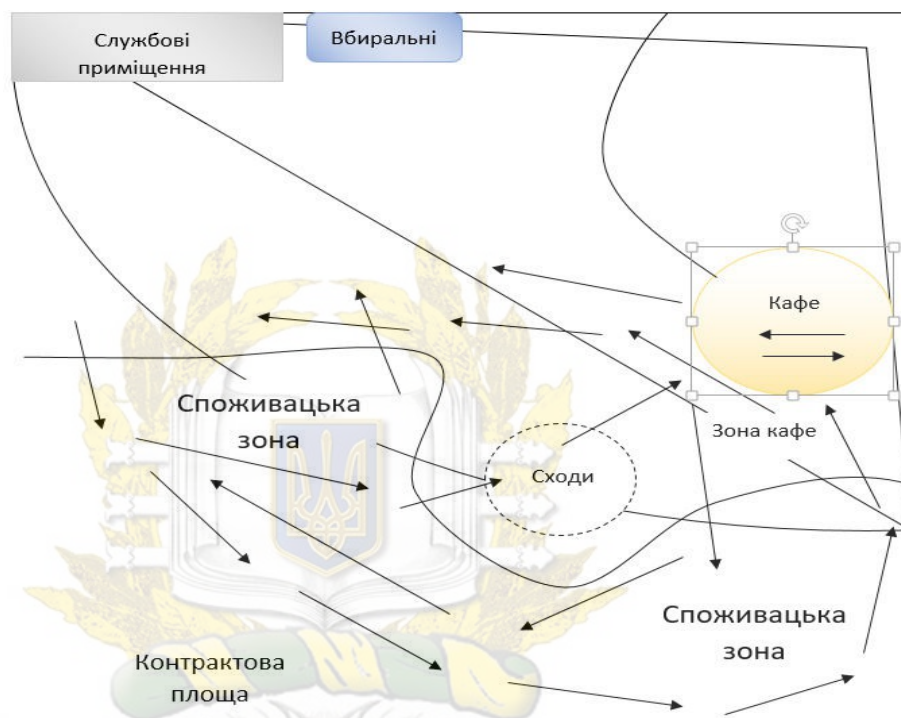 Службові
приміщення
Вбиральні
Кафе
Споживацька
зона
Зона кафе
Сходи
Споживацька
зона
Контрактова
площа